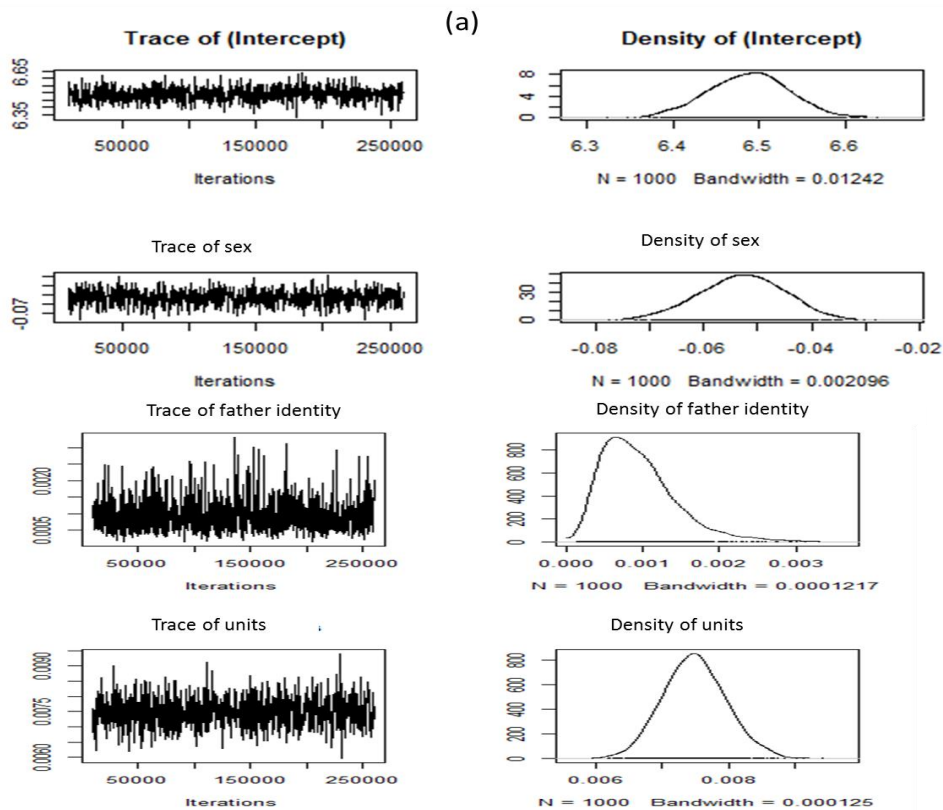 (a)
Trace of (Intercept)
6.65
6.35
50000 150000 250000
Iterations
Density of (Intercept)
8
4
0
6.3 6.4 6.5 6.6
N = 1000 Bandwidth = 0.01242
Trace of sex
-0.07
50000 150000 250000
Iterations
Density of sex
30
0
-0.08 -0.06 -0.04 -0.02
N = 1000 Bandwidth = 0.002096
Trace of father identity
0.0020
0.0005
50000 150000 250000
Iterations
Density of father identity
800
600
400
200
0
0.000 0.001 0.002 0.003
N = 1000 Bandwidth = 0.0001217
Trace of units
0.0090
0.0075
0.0060
50000 150000 250000
Iterations
Density of units
800
600
400
200
0
0.006 0.008
N = 1000 Bandwidth = 0.000125